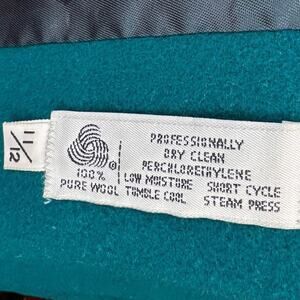 11/12
® 100%
PURE WOOL
PROFESSIONALLY
DRY CLEAN
PERCHLORETHYLENE
LOW MOISTURE SHORT CYCLE
TUMBLE COOL STEAM PRESS